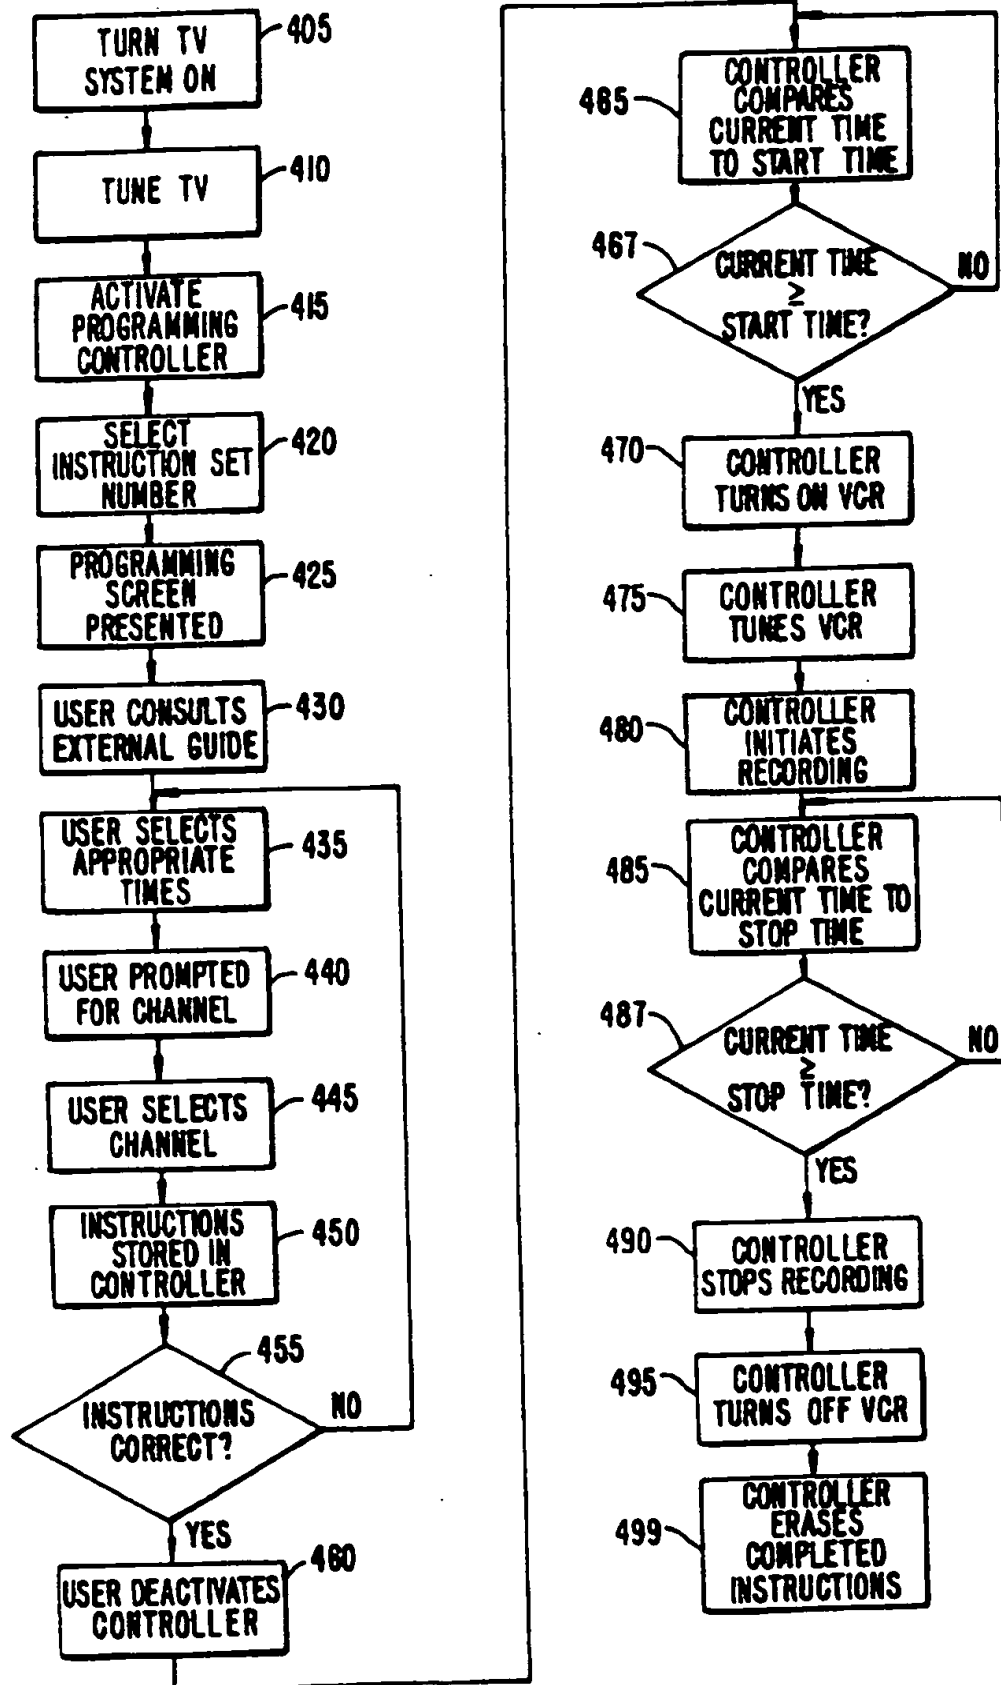 TURN TV
SYSTEM ON
405
TUNE TV
410
ACTIVATE
PROGRAMMING
CONTROLLER
415
SELECT
INSTRUCTION SET
NUMBER
420
PROGRAMMING
SCREEN
PRESENTED
425
USER CONSULTS
EXTERNAL GUIDE
430
USER SELECTS
APPROPRIATE
TIMES
435
USER PROMPTED
FOR CHANNEL
440
USER SELECTS
CHANNEL
445
INSTRUCTIONS
STORED IN
CONTROLLER
450
455
INSTRUCTIONS
CORRECT?
NO
YES
USER DEACTIVATES
CONTROLLER
460
CONTROLLER
COMPARES
CURRENT TIME
TO START TIME
465
467
CURRENT TIME
≥
START TIME?
NO
YES
470
CONTROLLER
TURNS ON VCR
475
CONTROLLER
TUNES VCR
480
CONTROLLER
INITIATES
RECORDING
485
CONTROLLER
COMPARES
CURRENT TIME TO
STOP TIME
487
CURRENT TIME
≥
STOP TIME?
NO
YES
490
CONTROLLER
STOPS RECORDING
495
CONTROLLER
TURNS OFF VCR
499
CONTROLLER
ERASES
COMPLETED
INSTRUCTIONS